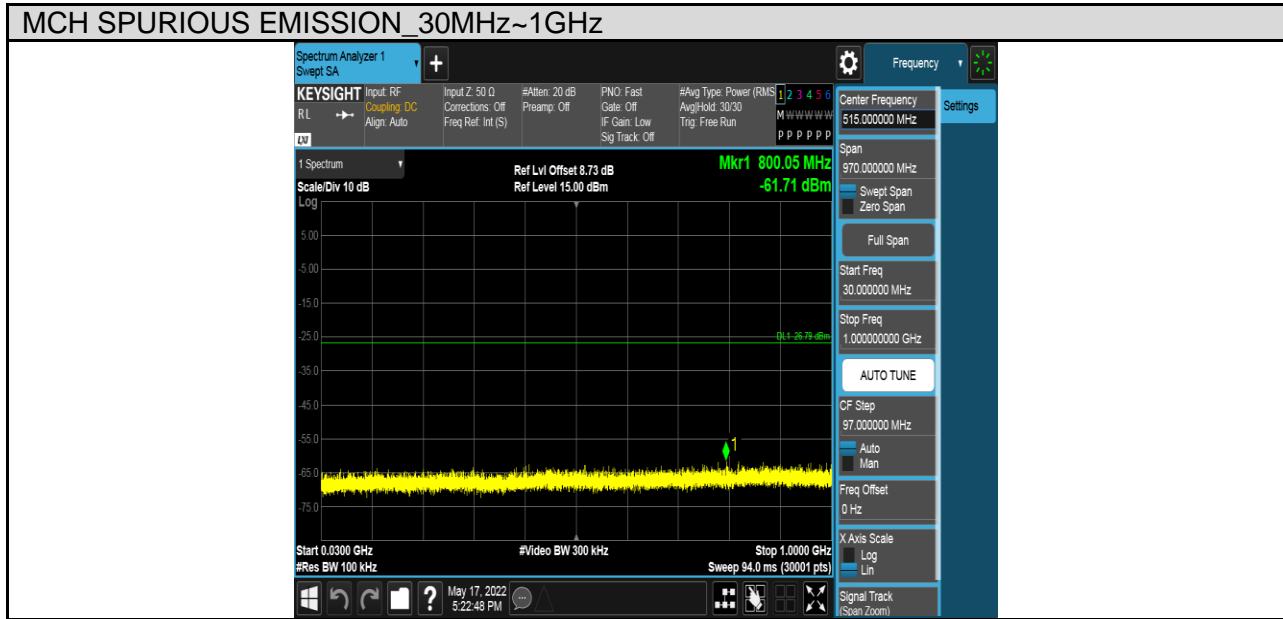 MCH SPURIOUS EMISSION_30MHz~1GHz
Spectrum Analyzer 1
Swept SA
+
Frequency
KEYSIGHT
RL
LXI
Input: RF
Coupling: DC
Align: Auto
Input Z: 50 Ω
Corrections: Off
Freq Ref: Int (S)
#Atten: 20 dB
Preamp: Off
PNO: Fast
Gate: Off
IF Gain: Low
Sig Track: Off
#Avg Type: Power (RMS
Avg|Hold: 30/30
Trig: Free Run
1 2 3 4 5 6
M W W W W W
P P P P P P
1 Spectrum
Scale/Div 10 dB
Ref Lvl Offset 8.73 dB
Ref Level 15.00 dBm
Mkr1 800.05 MHz
-61.71 dBm
Log
5.00
-5.00
-15.0
-25.0
DL1 -26.79 dBm
-35.0
-45.0
-55.0
1
-65.0
-75.0
Start 0.0300 GHz
#Video BW 300 kHz
Stop 1.0000 GHz
#Res BW 100 kHz
Sweep 94.0 ms (30001 pts)
Center Frequency
515.000000 MHz
Settings
Span
970.000000 MHz
Swept Span
Zero Span
Full Span
Start Freq
30.000000 MHz
Stop Freq
1.000000000 GHz
AUTO TUNE
CF Step
97.000000 MHz
Auto
Man
Freq Offset
0 Hz
X Axis Scale
Log
Lin
Signal Track
(Span Zoom)
?
May 17, 2022
5:22:48 PM